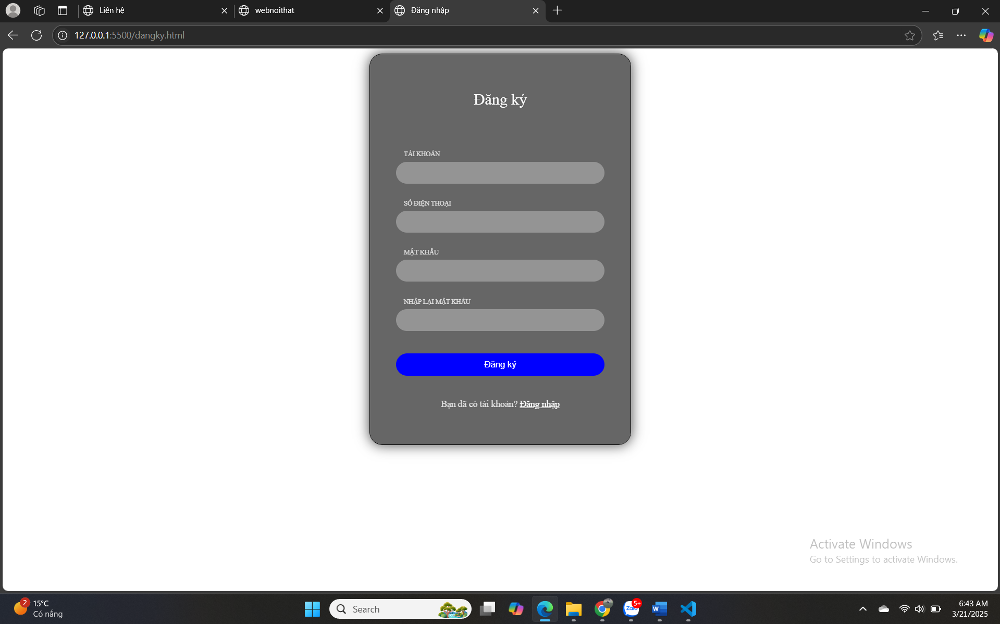 Liên hệ
webnoithat
Đăng nhập
127.0.0.1:5500/dangky.html
Đăng ký
TÀI KHOẢN
SỐ ĐIỆN THOẠI
MẬT KHẨU
NHẬP LẠI MẬT KHẨU
Đăng ký
Bạn đã có tài khoản? Đăng nhập
Activate Windows
Go to Settings to activate Windows.
2
15°C
Có nắng
Search
Zalo
5+
W
6:43 AM
3/21/2025